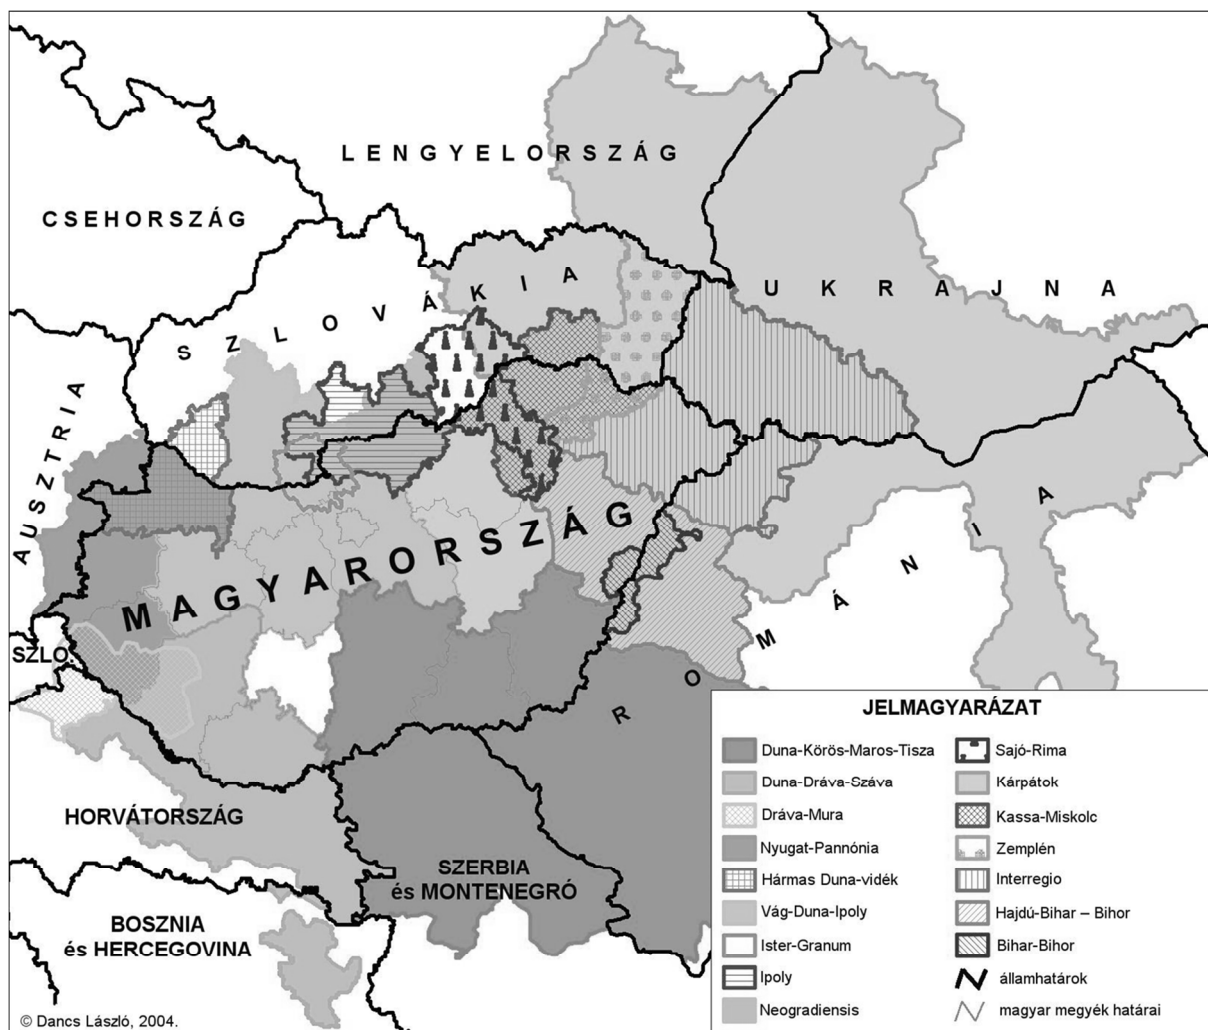 LENGYELORSZÁG
CSEHORSZÁG
SZLOVÁKIA
UKRAJNA
AUSZTRIA
MAGYARORSZÁG
ROMÁNIA
SZLO.
HORVÁTORSZÁG
SZERBIA
és MONTENEGRÓ
BOSZNIA
és HERCEGOVINA
JELMAGYARÁZAT
Duna-Körös-Maros-Tisza
Duna-Dráva-Száva
Dráva-Mura
Nyugat-Pannónia
Hármas Duna-vidék
Vág-Duna-Ipoly
Ister-Granum
Ipoly
Neogradiensis
Sajó-Rima
Kárpátok
Kassa-Miskolc
Zemplén
Interregio
Hajdú-Bihar – Bihor
Bihar-Bihor
államhatárok
magyar megyék határai
© Dancs László, 2004.